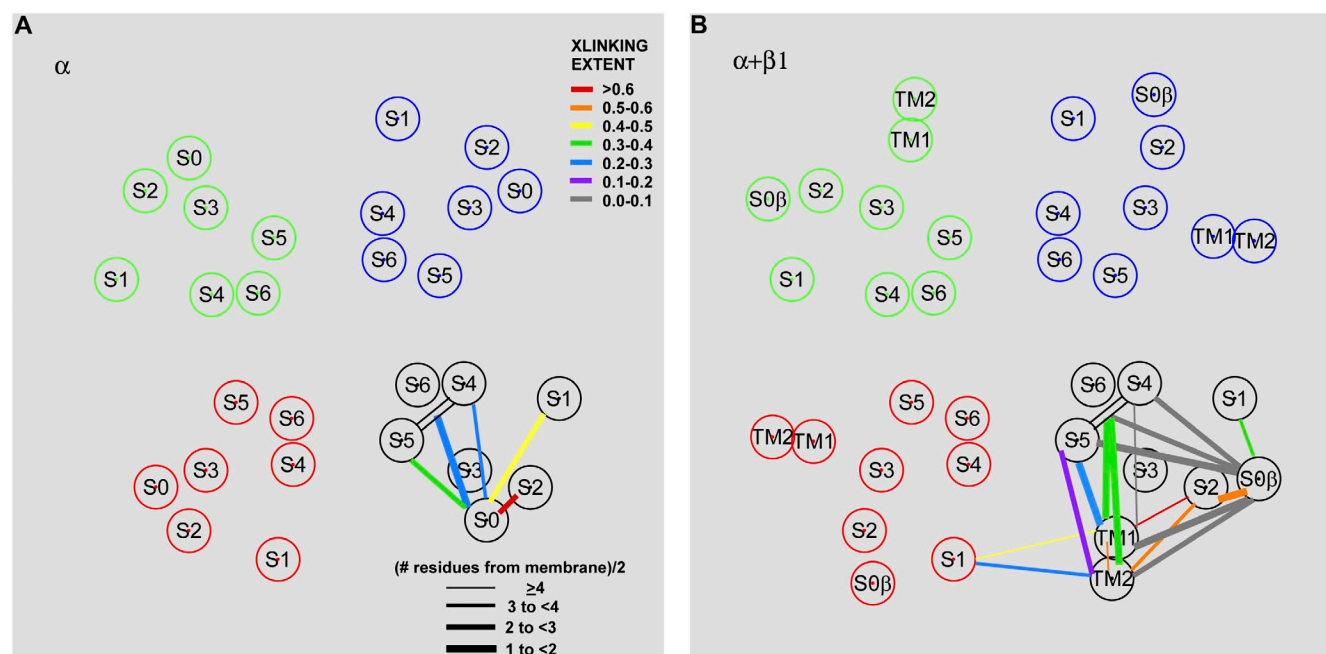 A
α
XLINKING
EXTENT
>0.6
0.5-0.6
0.4-0.5
0.3-0.4
0.2-0.3
0.1-0.2
0.0-0.1
S0
S2
S3
S5
S1
S4
S6
S1
S2
S0
S3
S4
S6
S5
S5
S6
S3
S4
S0
S2
S1
S6
S4
S1
S5
S3
S2
S0
(# residues from membrane)/2
≥4
3 to <4
2 to <3
1 to <2
B
α+β1
TM2
TM1
S0β
S2
S3
S5
S1
S4
S6
S0β
S1
S2
S4
S3
TM1
TM2
S6
S5
S5
TM2
TM1
S6
S3
S4
S2
S1
S0β
S6
S4
S1
S5
S3
S2
S0β
TM1
TM2